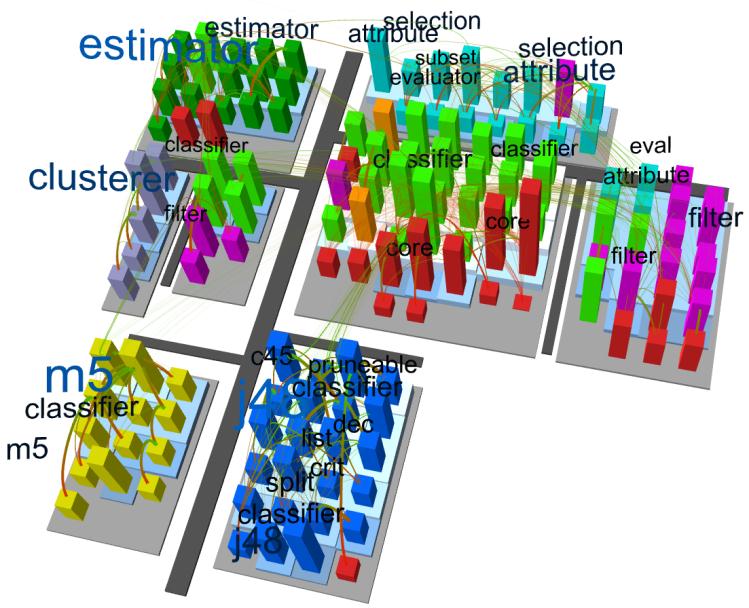 estimator
estimator
selection
attribute
subset
evaluator
selection
attribute
classifier
classifier
classifier
eval
attribute
clusterer
filter
core
core
filter
filter
m5
classifier
m5
c45
pruneable
classifier
j48
dec
list
crit
split
classifier
j48